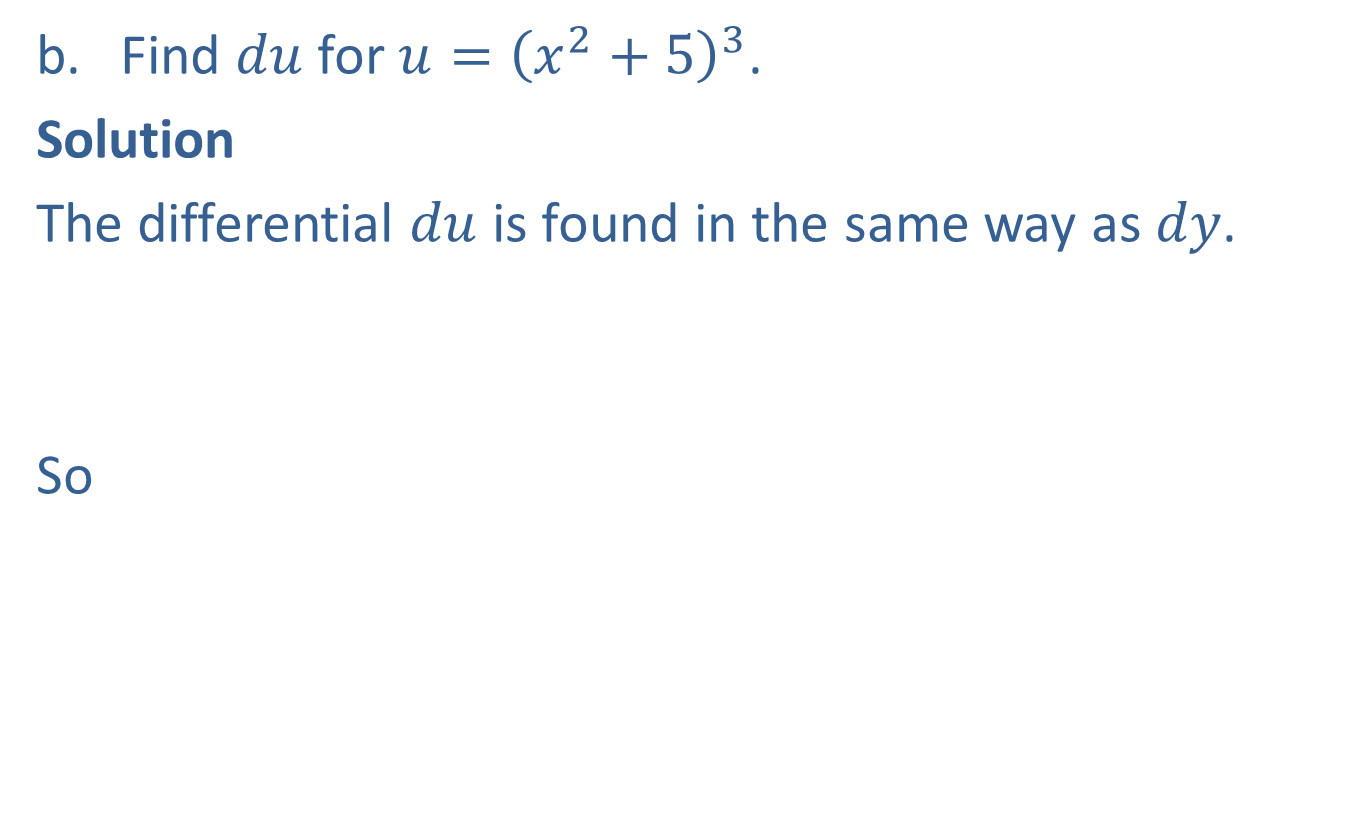 b. Find 𝑑𝑢 for 𝑢 = (𝑥² + 5)³.
Solution
The differential 𝑑𝑢 is found in the same way as 𝑑𝑦.
So